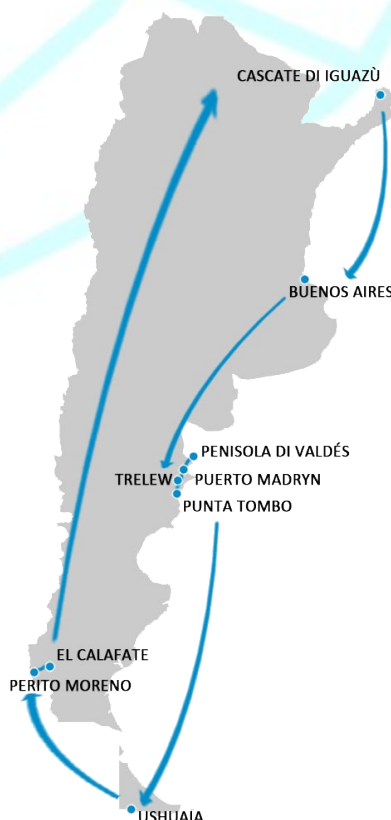 CASCATE DI IGUAZÙ
BUENOS AIRES
PENISOLA DI VALDÉS
TRELEW
PUERTO MADRYN
PUNTA TOMBO
EL CALAFATE
PERITO MORENO
USHUAIA